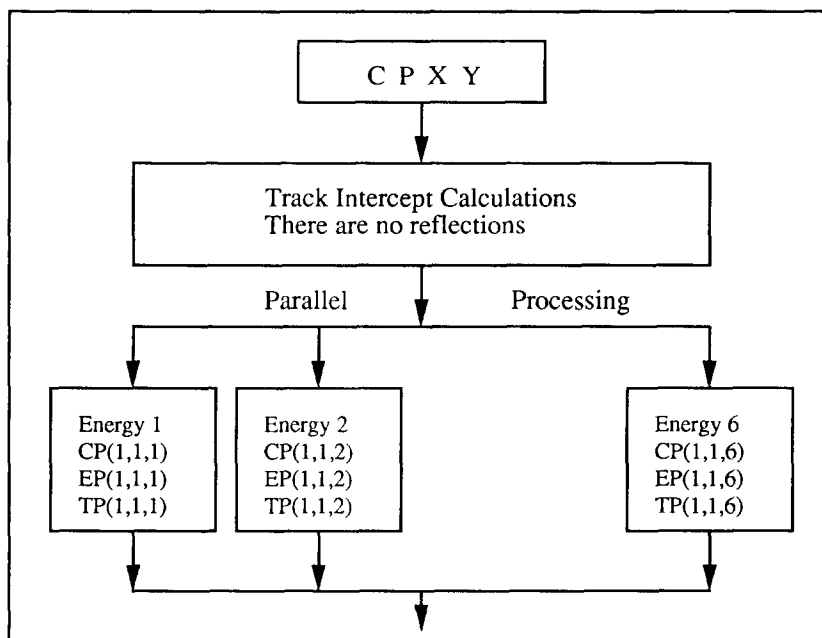 C P X Y
Track Intercept Calculations
There are no reflections
Parallel Processing
Energy 1
CP(1,1,1)
EP(1,1,1)
TP(1,1,1)
Energy 2
CP(1,1,2)
EP(1,1,2)
TP(1,1,2)
Energy 6
CP(1,1,6)
EP(1,1,6)
TP(1,1,6)